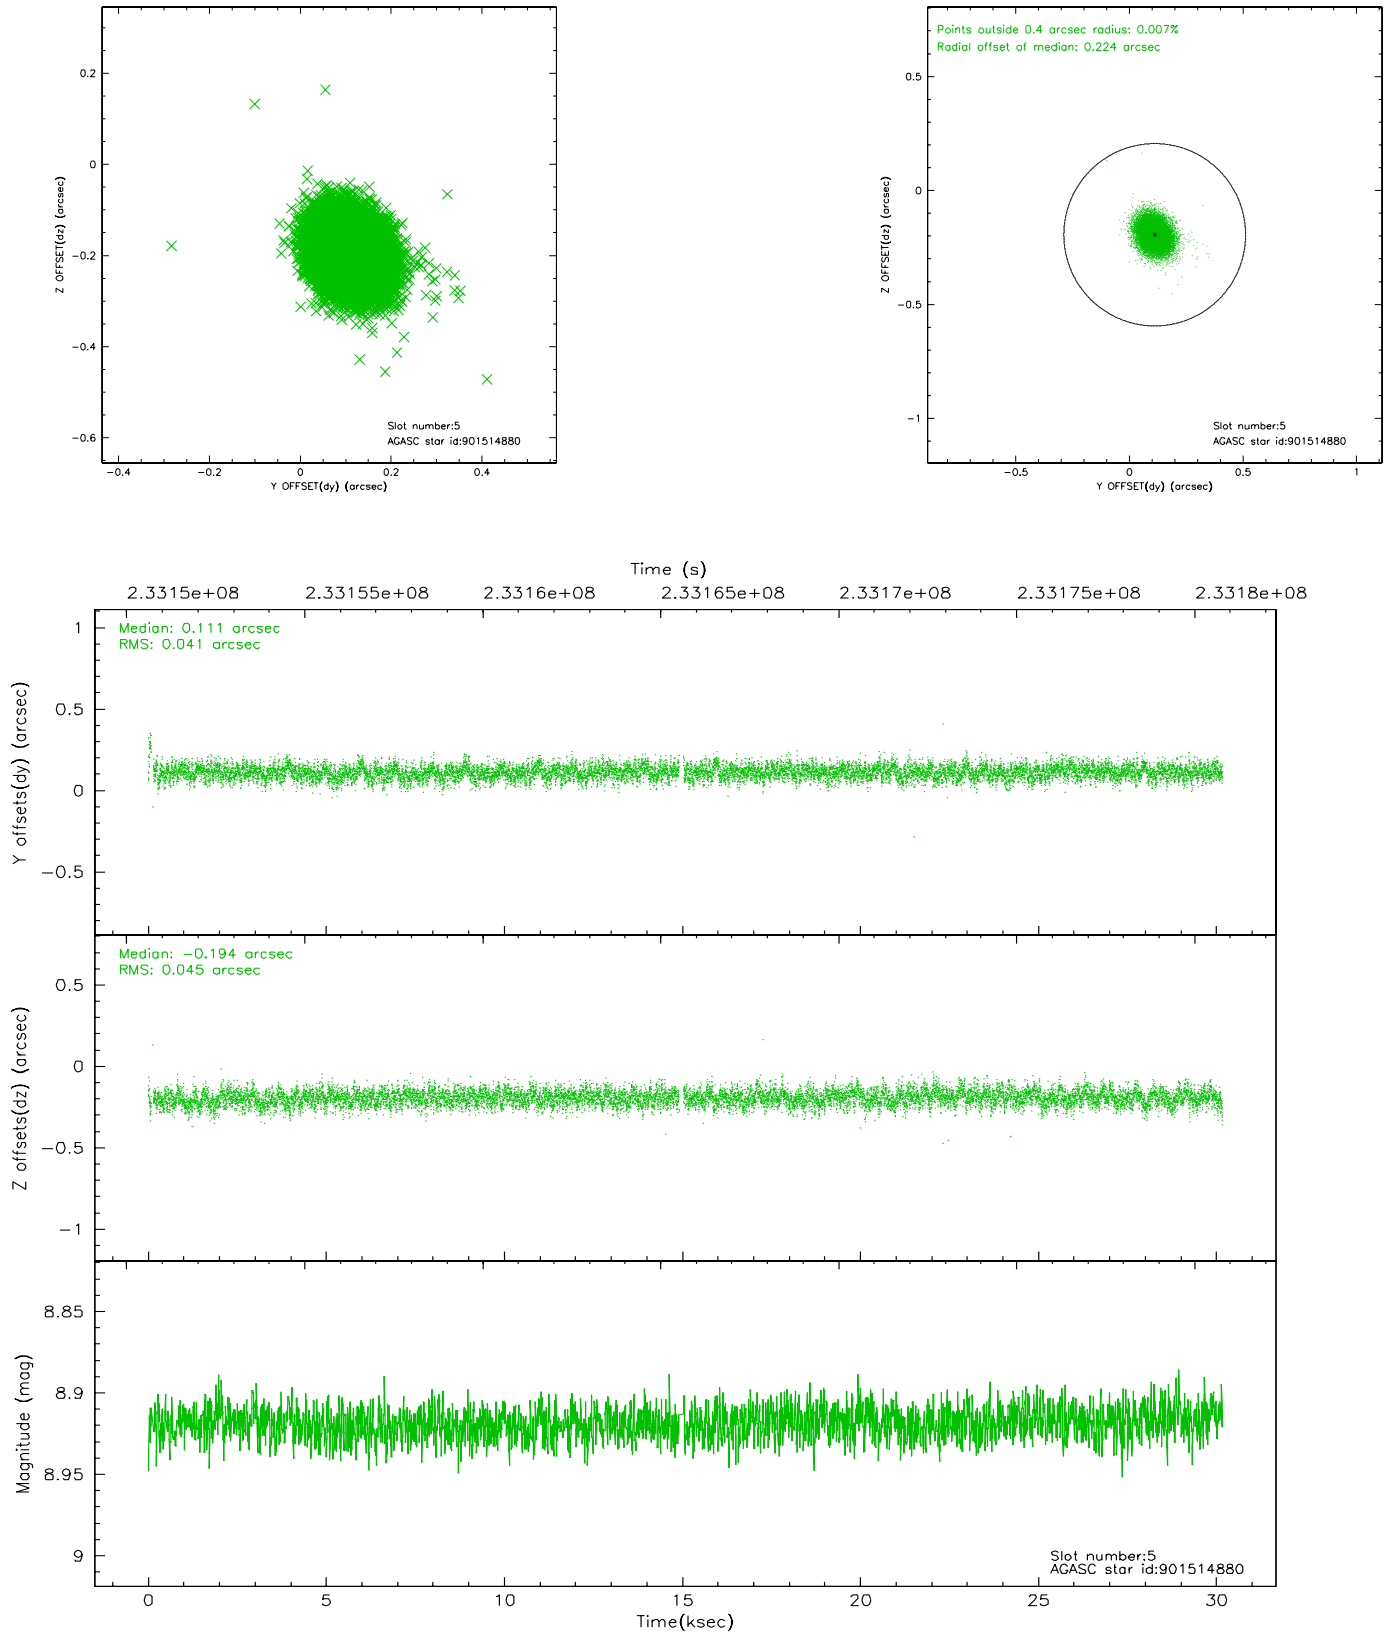 0.2
0
−0.2
−0.4
−0.6
Z OFFSET(dz) (arcsec)
−0.4
−0.2
0
0.2
0.4
Y OFFSET(dy) (arcsec)
Slot number:5
AGASC star id:901514880
Points outside 0.4 arcsec radius: 0.007%
Radial offset of median: 0.224 arcsec
0.5
0
−0.5
−1
Z OFFSET(dz) (arcsec)
−0.5
0
0.5
1
Y OFFSET(dy) (arcsec)
Slot number:5
AGASC star id:901514880
Time (s)
2.3315e+08
2.33155e+08
2.3316e+08
2.33165e+08
2.3317e+08
2.33175e+08
2.3318e+08
Median: 0.111 arcsec
RMS: 0.041 arcsec
1
0.5
0
−0.5
Y offsets(dy) (arcsec)
Median: −0.194 arcsec
RMS: 0.045 arcsec
0.5
0
−0.5
−1
Z offsets(dz) (arcsec)
8.85
8.9
8.95
9
Magnitude (mag)
Slot number:5
AGASC star id:901514880
0
5
10
15
20
25
30
Time(ksec)